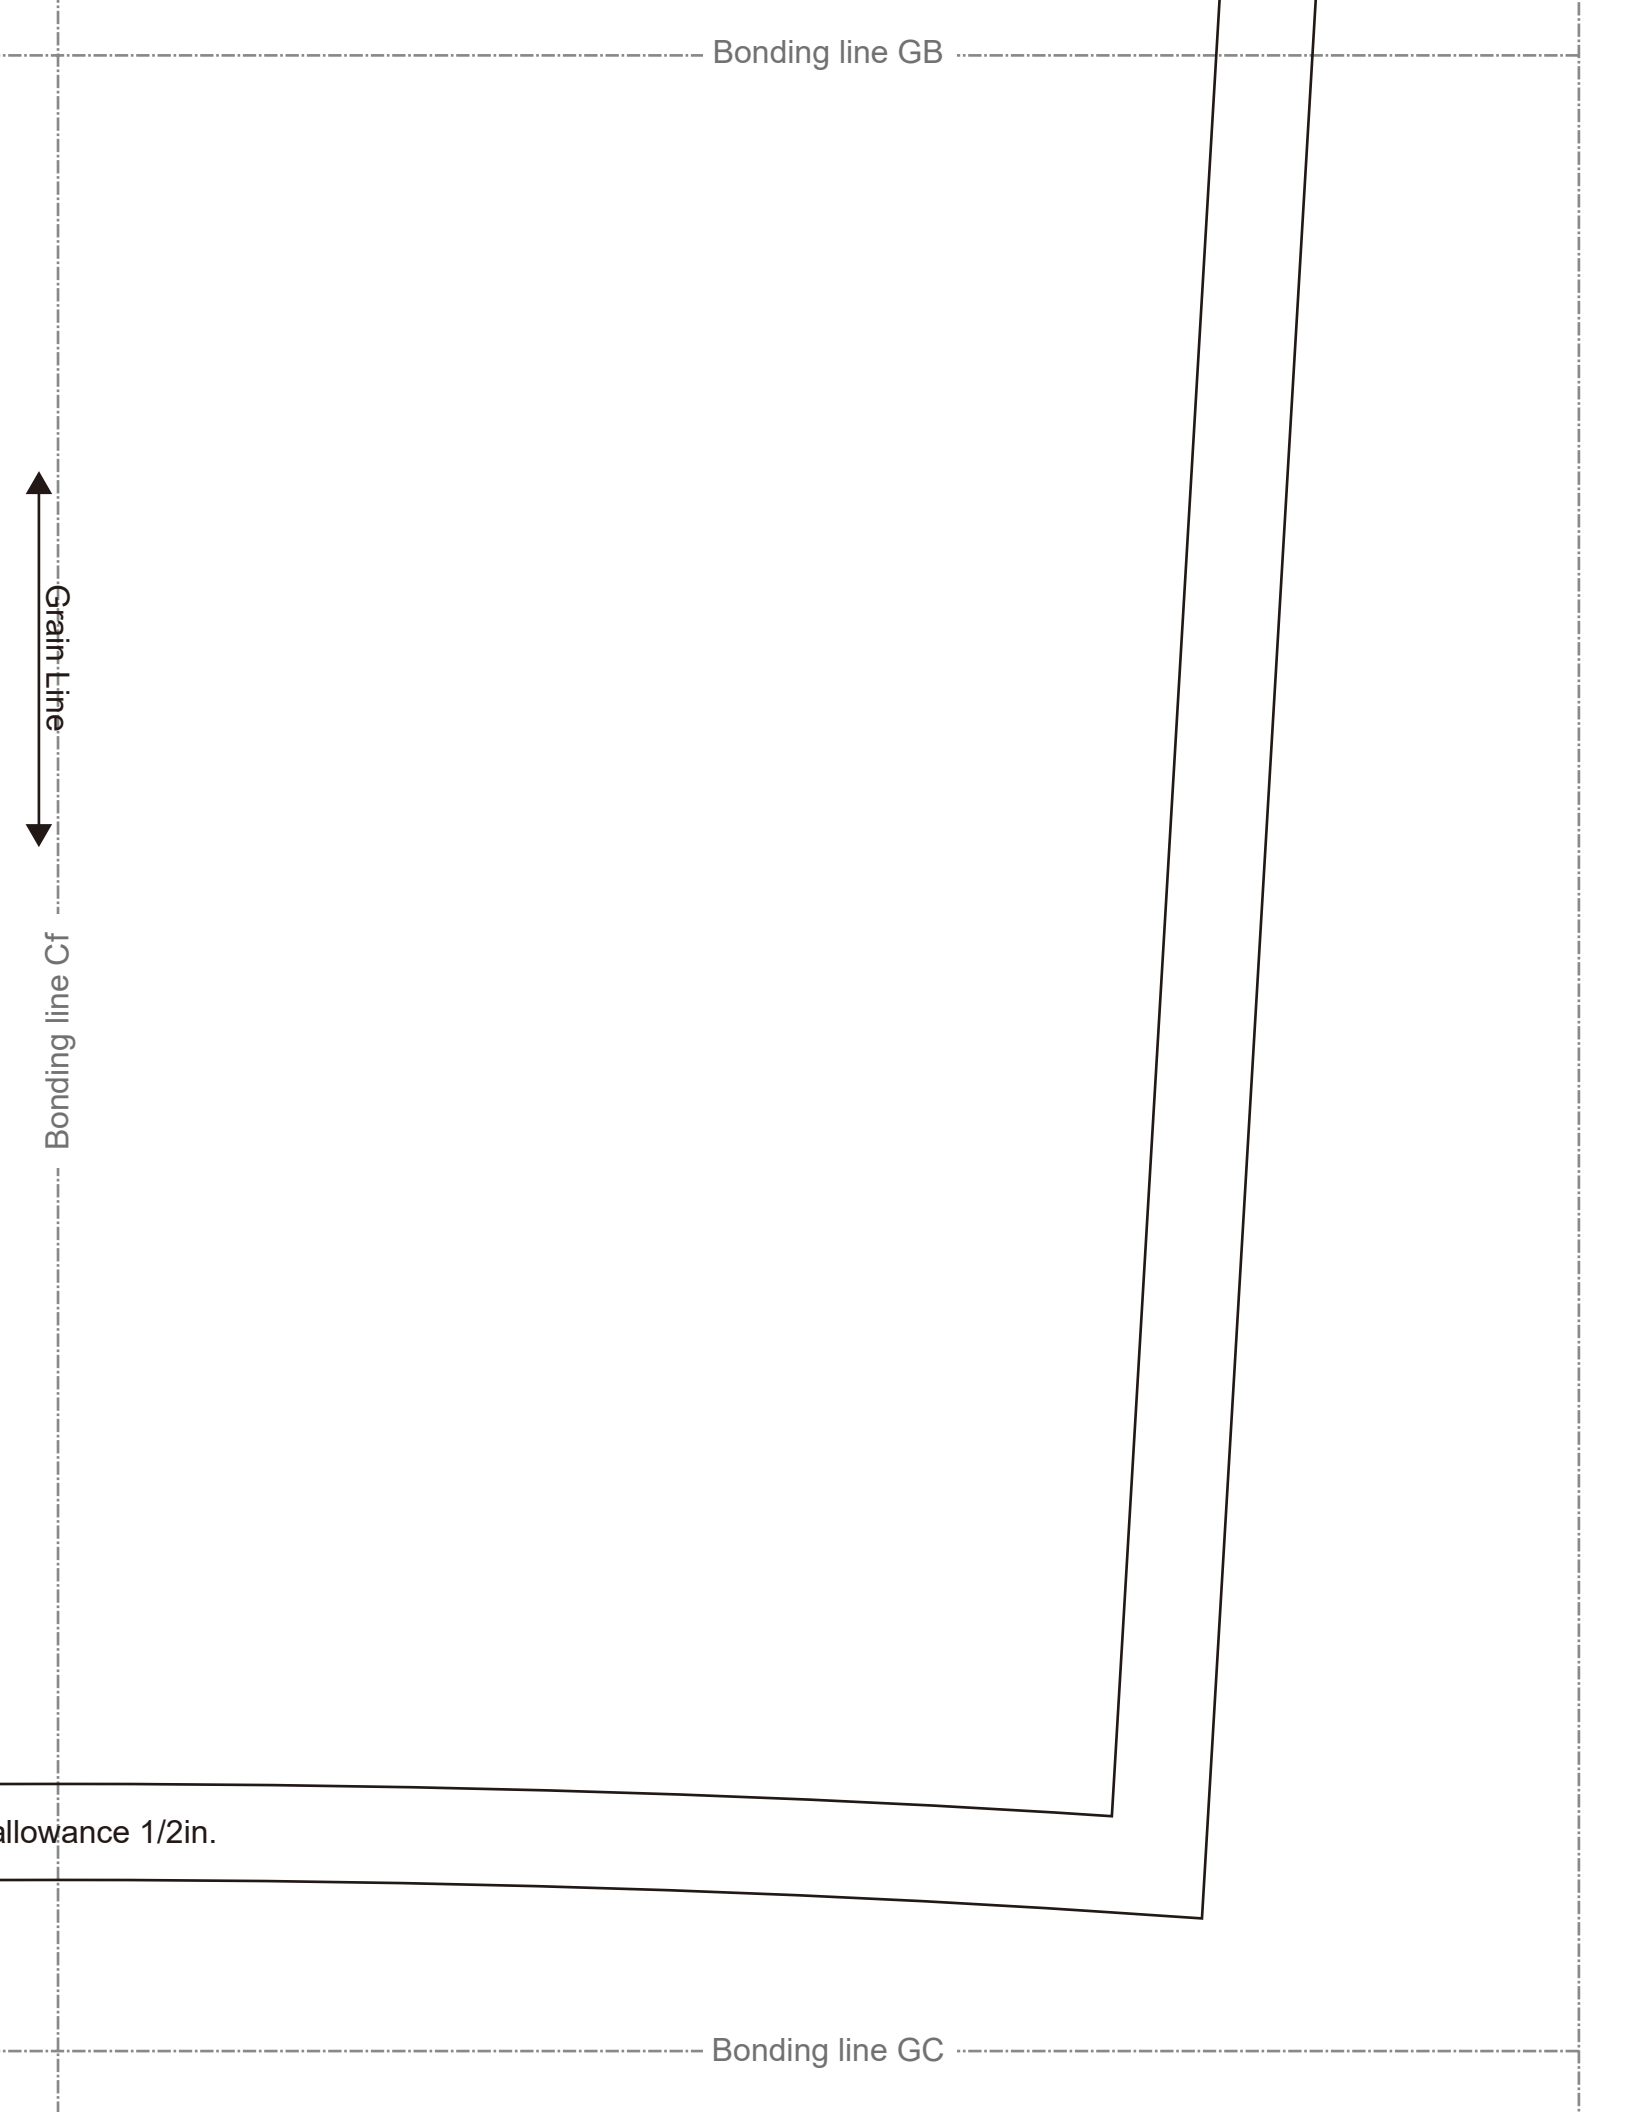 Bonding line GB
Grain Line
Bonding line Cf
allowance 1/2in.
Bonding line GC